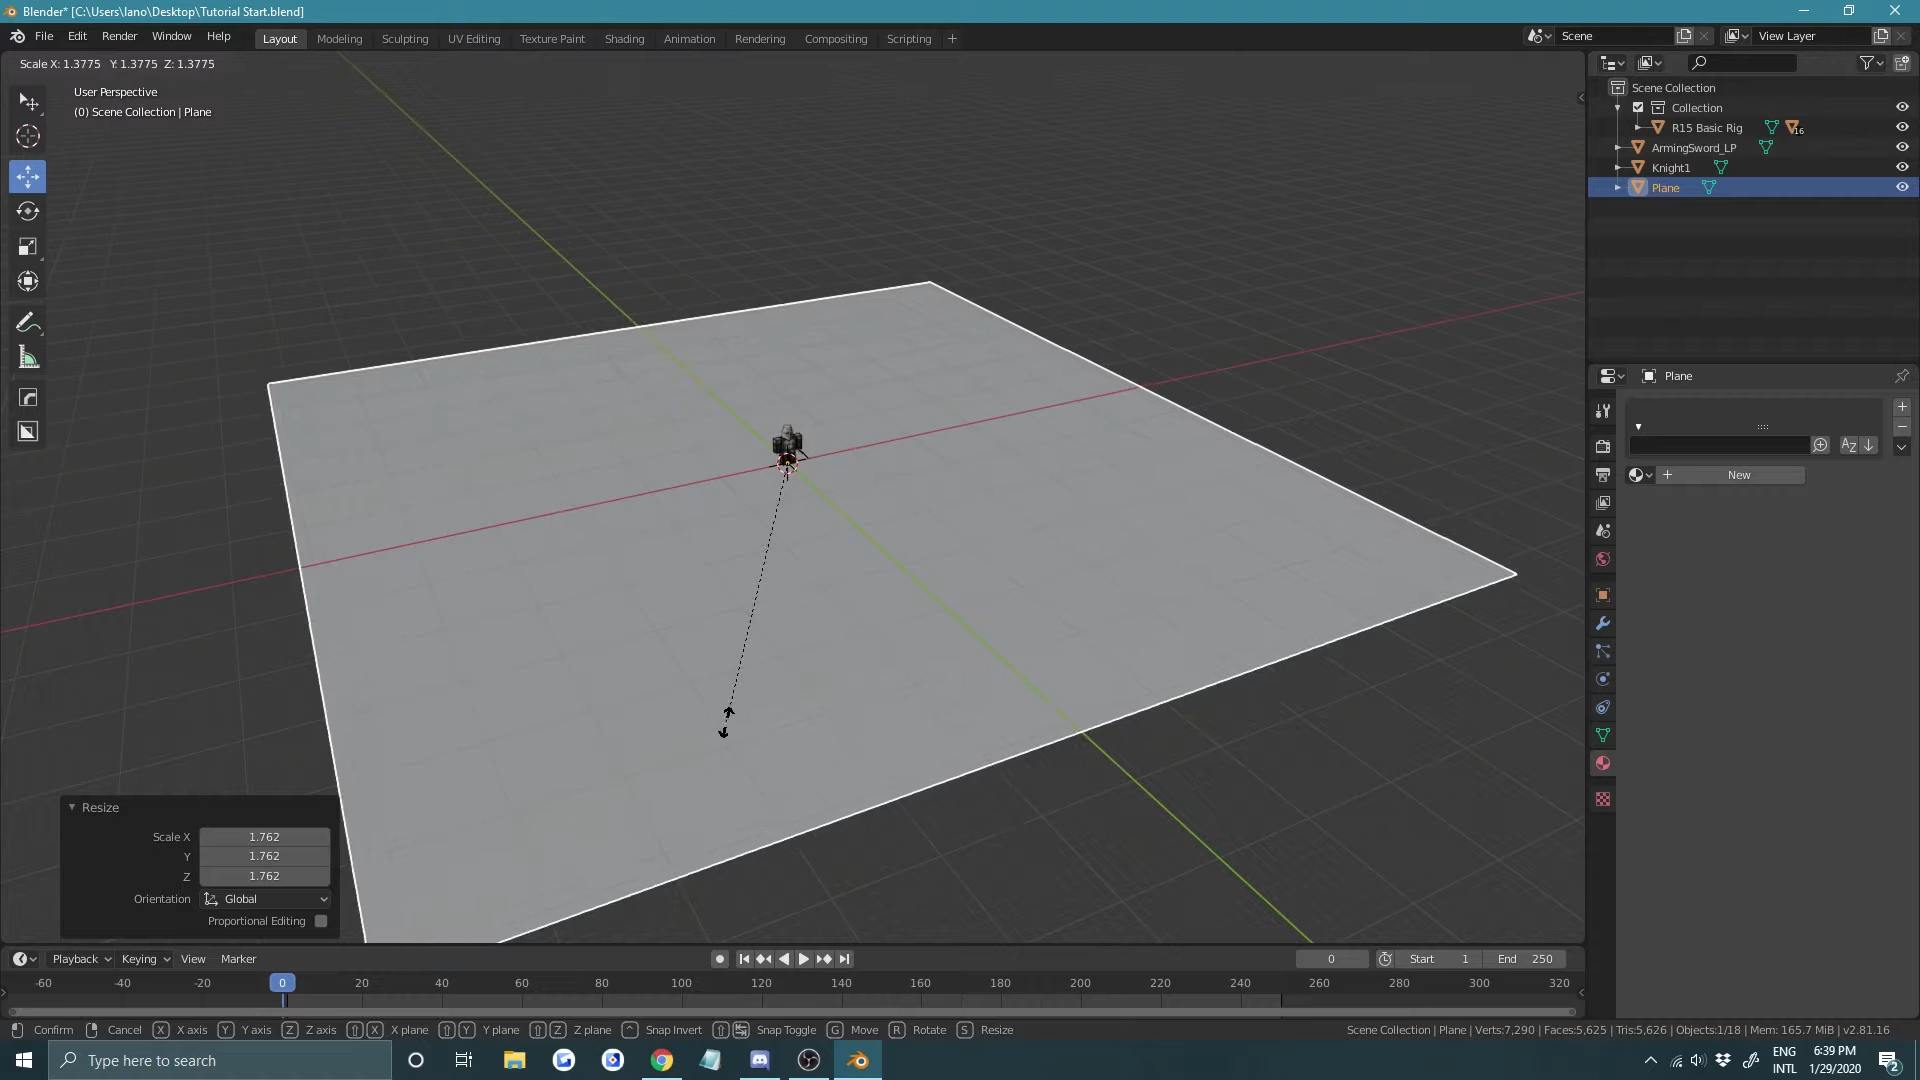 Blender* [C:\Users\Iano\Desktop\Tutorial Start.blend]
File Edit Render Window Help Layout Modeling Sculpting UV Editing Texture Paint Shading Animation Rendering Compositing Scripting + Scene View Layer
Scale X: 1.3775 Y: 1.3775 Z: 1.3775
User Perspective
(0) Scene Collection | Plane
Scene Collection
Collection
R15 Basic Rig 16
ArmingSword_LP
Knight1
Plane
Plane
New
Resize
Scale X 1.762
Y 1.762
Z 1.762
Orientation Global
Proportional Editing
Playback Keying View Marker 0 Start 1 End 250
-60 -40 -20 0 20 40 60 80 100 120 140 160 180 200 220 240 260 280 300 320
Confirm Cancel X X axis Y Y axis Z Z axis X X plane Y Y plane Z Z plane Snap Invert Snap Toggle G Move R Rotate S Resize Scene Collection | Plane | Verts:7,290 | Faces:5,625 | Tris:5,626 | Objects:1/18 | Mem: 165.7 MiB | v2.81.16
Type here to search
ENG
INTL
6:39 PM
1/29/2020
2